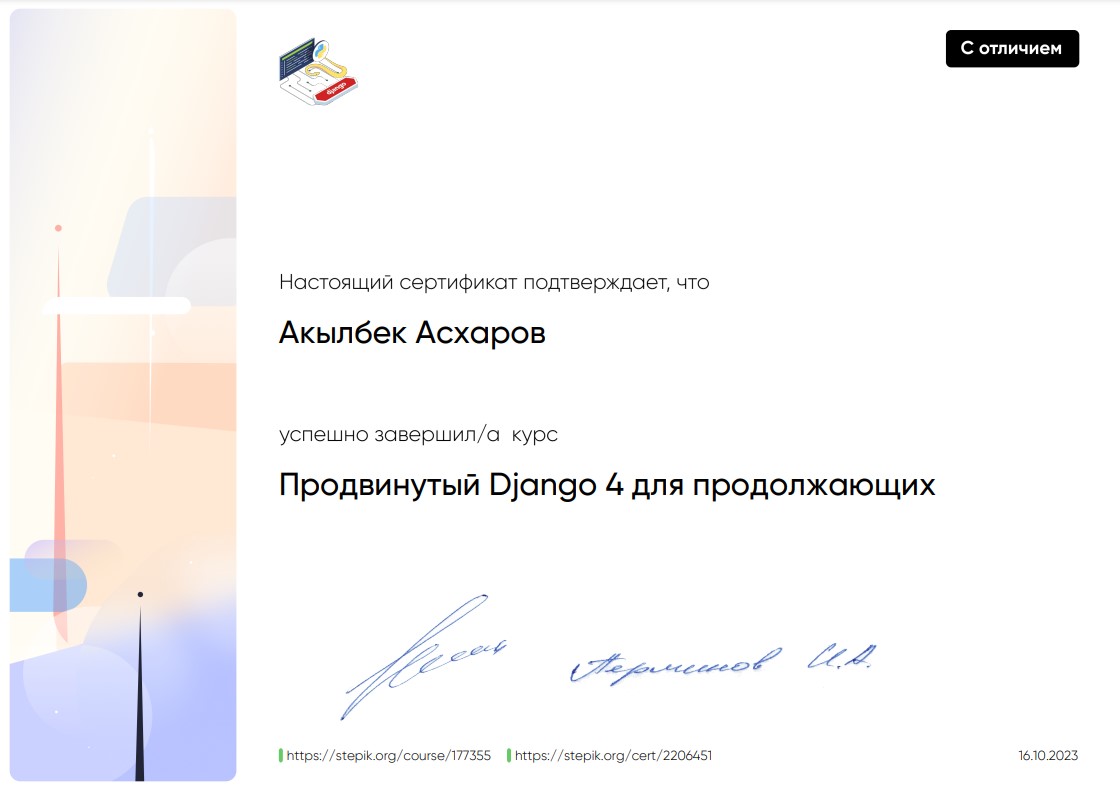 django
С отличием
Настоящий сертификат подтверждает, что
Акылбек Асхаров
успешно завершил/а курс
Продвинутый Django 4 для продолжающих
Перминов И.А.
https://stepik.org/course/177355 https://stepik.org/cert/2206451 16.10.2023